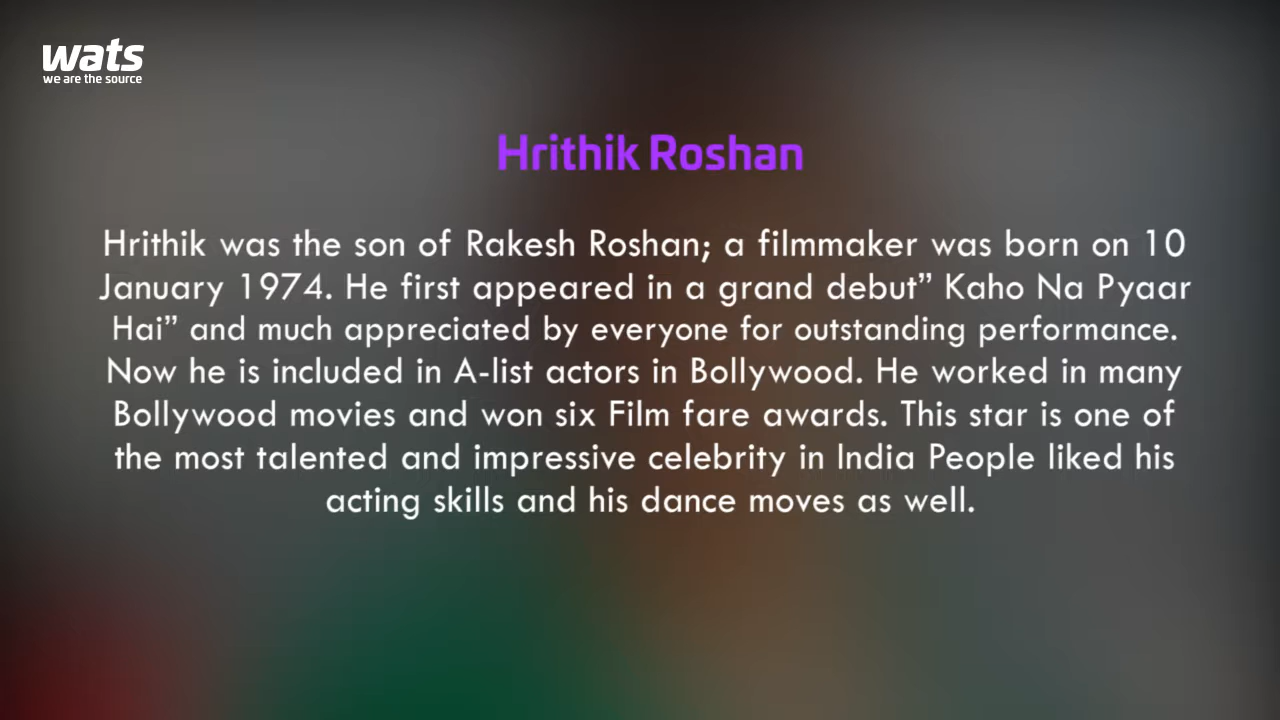 wats
we are the source
Hrithik Roshan
Hrithik was the son of Rakesh Roshan; a filmmaker was born on 10
January 1974. He first appeared in a grand debut” Kaho Na Pyaar
Hai” and much appreciated by everyone for outstanding performance.
Now he is included in A-list actors in Bollywood. He worked in many
Bollywood movies and won six Film fare awards. This star is one of
the most talented and impressive celebrity in India People liked his
acting skills and his dance moves as well.